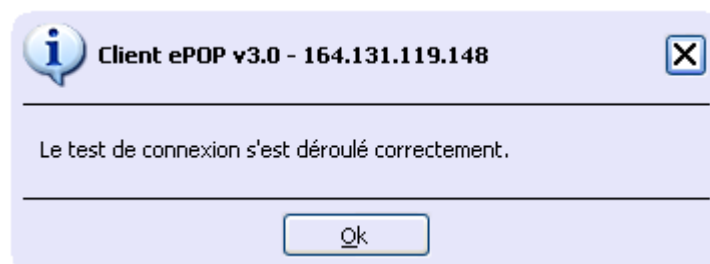 Client ePOP v3.0 - 164.131.119.148
Le test de connexion s'est déroulé correctement.
Ok